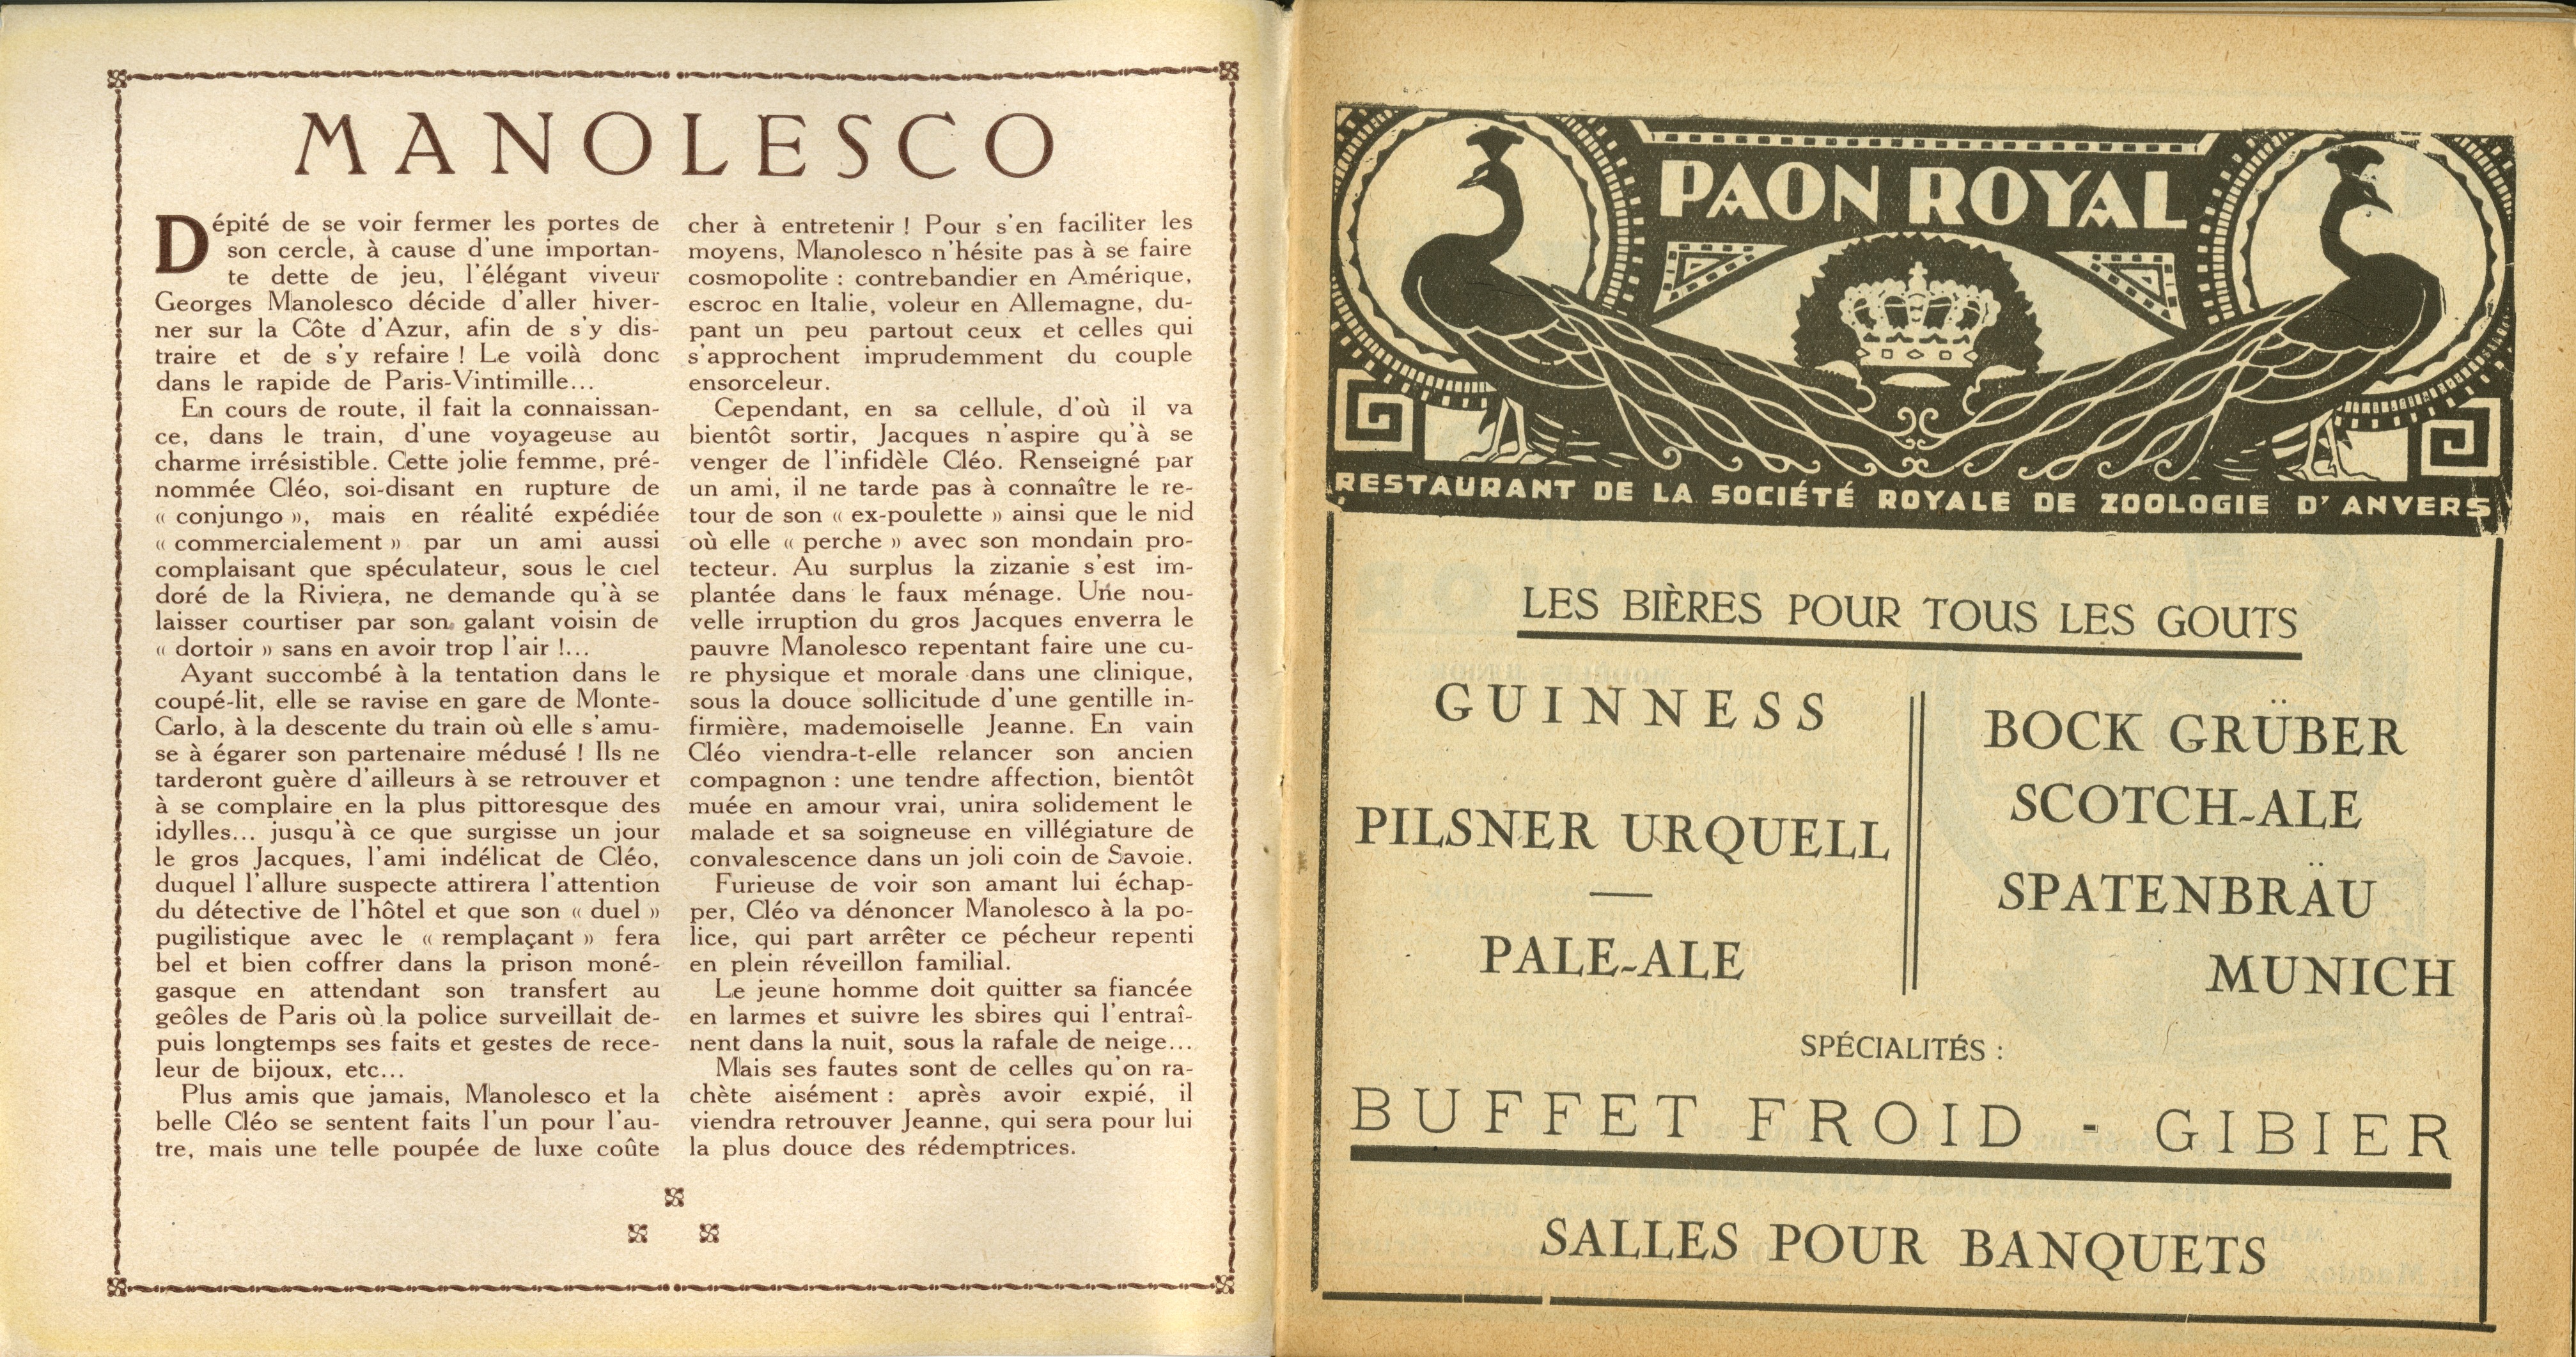 MANOLESCO
Dépité de se voir fermer les portes de
son cercle, à cause d'une importan-
te dette de jeu, l'élégant viveur
Georges Manolesco décide d'aller hiver-
ner sur la Côte d'Azur, afin de s'y dis-
traire et de s'y refaire ! Le voilà donc
dans le rapide de Paris-Vintimille...
En cours de route, il fait la connaissan-
ce, dans le train, d'une voyageuse au
charme irrésistible. Cette jolie femme, pré-
nommée Cléo, soi-disant en rupture de
« conjungo », mais en réalité expédiée
« commercialement » par un ami aussi
complaisant que spéculateur, sous le ciel
doré de la Riviera, ne demande qu'à se
laisser courtiser par son galant voisin de
« dortoir » sans en avoir trop l'air !...
Ayant succombé à la tentation dans le
coupé-lit, elle se ravise en gare de Monte-
Carlo, à la descente du train où elle s'amu-
se à égarer son partenaire médusé ! Ils ne
tarderont guère d'ailleurs à se retrouver et
à se complaire en la plus pittoresque des
idylles... jusqu'à ce que surgisse un jour
le gros Jacques, l'ami indélicat de Cléo,
duquel l'allure suspecte attirera l'attention
du détective de l'hôtel et que son « duel »
pugilistique avec le « remplaçant » fera
bel et bien coffrer dans la prison moné-
gasque en attendant son transfert au
geôles de Paris où la police surveillait de-
puis longtemps ses faits et gestes de rece-
leur de bijoux, etc...
Plus amis que jamais, Manolesco et la
belle Cléo se sentent faits l'un pour l'au-
tre, mais une telle poupée de luxe coûte
cher à entretenir ! Pour s'en faciliter les
moyens, Manolesco n'hésite pas à se faire
cosmopolite : contrebandier en Amérique,
escroc en Italie, voleur en Allemagne, du-
pant un peu partout ceux et celles qui
s'approchent imprudemment du couple
ensorceleur.
Cependant, en sa cellule, d'où il va
bientôt sortir, Jacques n'aspire qu'à se
venger de l'infidèle Cléo. Renseigné par
un ami, il ne tarde pas à connaître le re-
tour de son « ex-poulette » ainsi que le nid
où elle « perche » avec son mondain pro-
tecteur. Au surplus la zizanie s'est im-
plantée dans le faux ménage. Une nou-
velle irruption du gros Jacques enverra le
pauvre Manolesco repentant faire une cu-
re physique et morale dans une clinique,
sous la douce sollicitude d'une gentille in-
firmière, mademoiselle Jeanne. En vain
Cléo viendra-t-elle relancer son ancien
compagnon : une tendre affection, bientôt
muée en amour vrai, unira solidement le
malade et sa soigneuse en villégiature de
convalescence dans un joli coin de Savoie.
Furieuse de voir son amant lui échap-
per, Cléo va dénoncer Manolesco à la po-
lice, qui part arrêter ce pécheur repenti
en plein réveillon familial.
Le jeune homme doit quitter sa fiancée
en larmes et suivre les sbires qui l'entraî-
nent dans la nuit, sous la rafale de neige...
Mais ses fautes sont de celles qu'on ra-
chète aisément : après avoir expié, il
viendra retrouver Jeanne, qui sera pour lui
la plus douce des rédemptrices.
PAON ROYAL
RESTAURANT DE LA SOCIÉTÉ ROYALE DE ZOOLOGIE D'ANVERS
LES BIÈRES POUR TOUS LES GOUTS
GUINNESS
PILSNER URQUELL
PALE-ALE
BOCK GRÜBER
SCOTCH-ALE
SPATENBRÄU
MUNICH
SPÉCIALITÉS :
BUFFET FROID - GIBIER
SALLES POUR BANQUETS